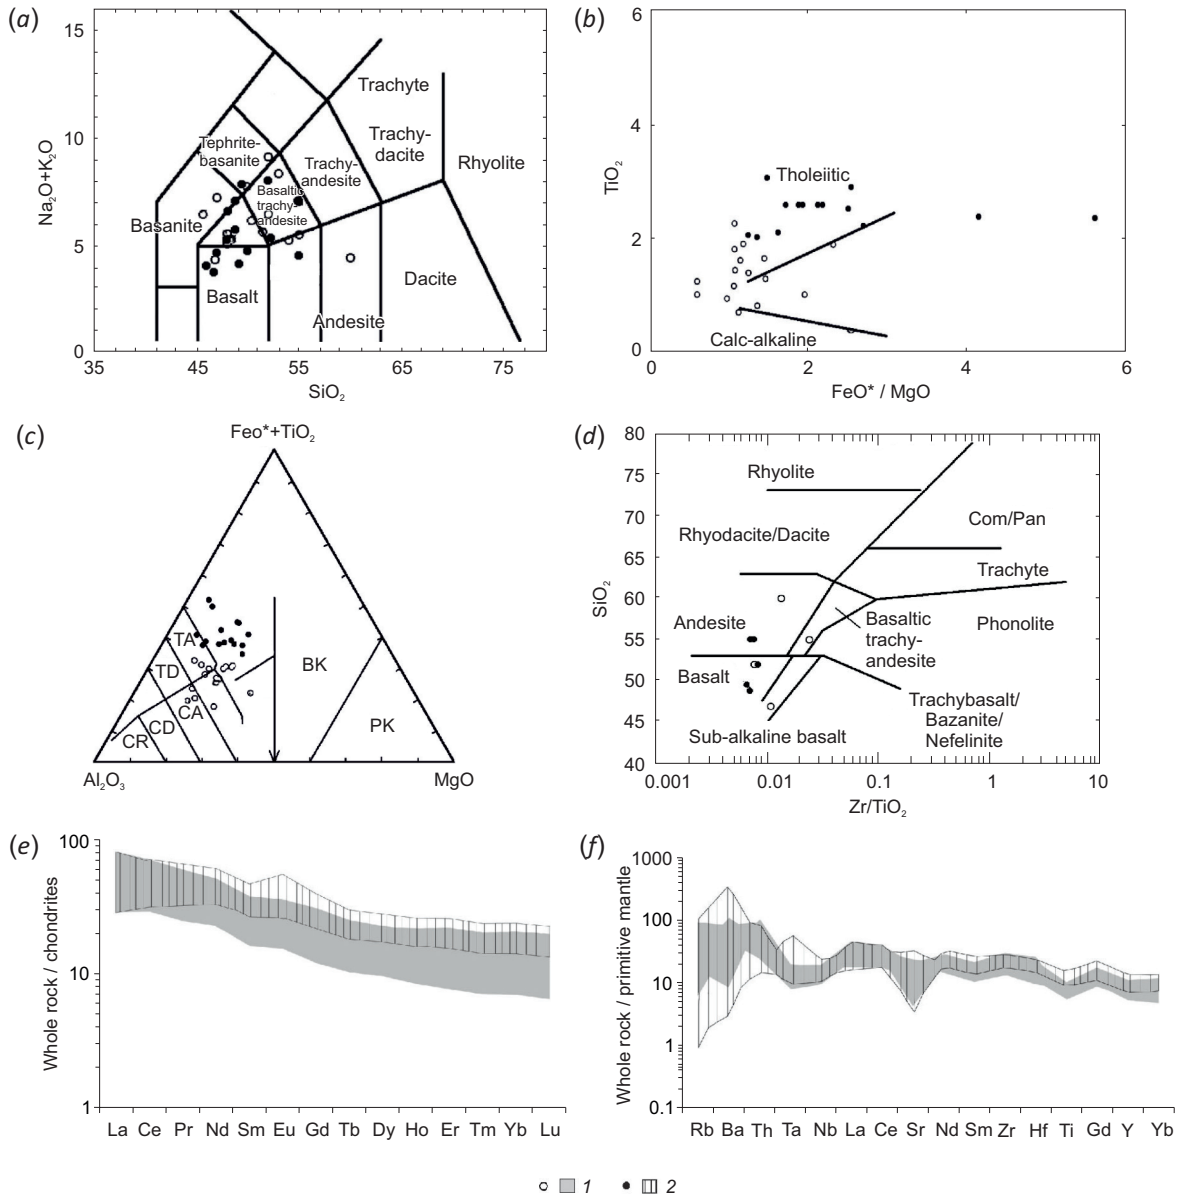 (a)
15
10
5
0
Na₂O+K₂O
35
45
55
65
75
SiO₂
Trachyte
Tephrite-
basanite
Trachy-
dacite
Trachy-
andesite
Rhyolite
Basaltic
trachy-
andesite
Basanite
Basalt
Dacite
Andesite
(b)
6
4
2
0
TiO₂
0
2
4
6
FeO* / MgO
Tholeiitic
Calc-alkaline
(c)
Feo*+TiO₂
TA
TD
BK
CA
CD
CR
PK
Al₂O₃
MgO
(d)
80
75
70
65
60
55
50
45
40
SiO₂
0.001
0.01
0.1
1
10
Zr/TiO₂
Rhyolite
Com/Pan
Rhyodacite/Dacite
Trachyte
Andesite
Basaltic
trachy-
andesite
Phonolite
Basalt
Trachybasalt/
Bazanite/
Nefelinite
Sub-alkaline basalt
(e)
100
10
1
Whole rock / chondrites
La Ce Pr Nd Sm Eu Gd Tb Dy Ho Er Tm Yb Lu
(f)
1000
100
10
1
0.1
Whole rock / primitive mantle
Rb Ba Th Ta Nb La Ce Sr Nd Sm Zr Hf Ti Gd Y Yb
1
2